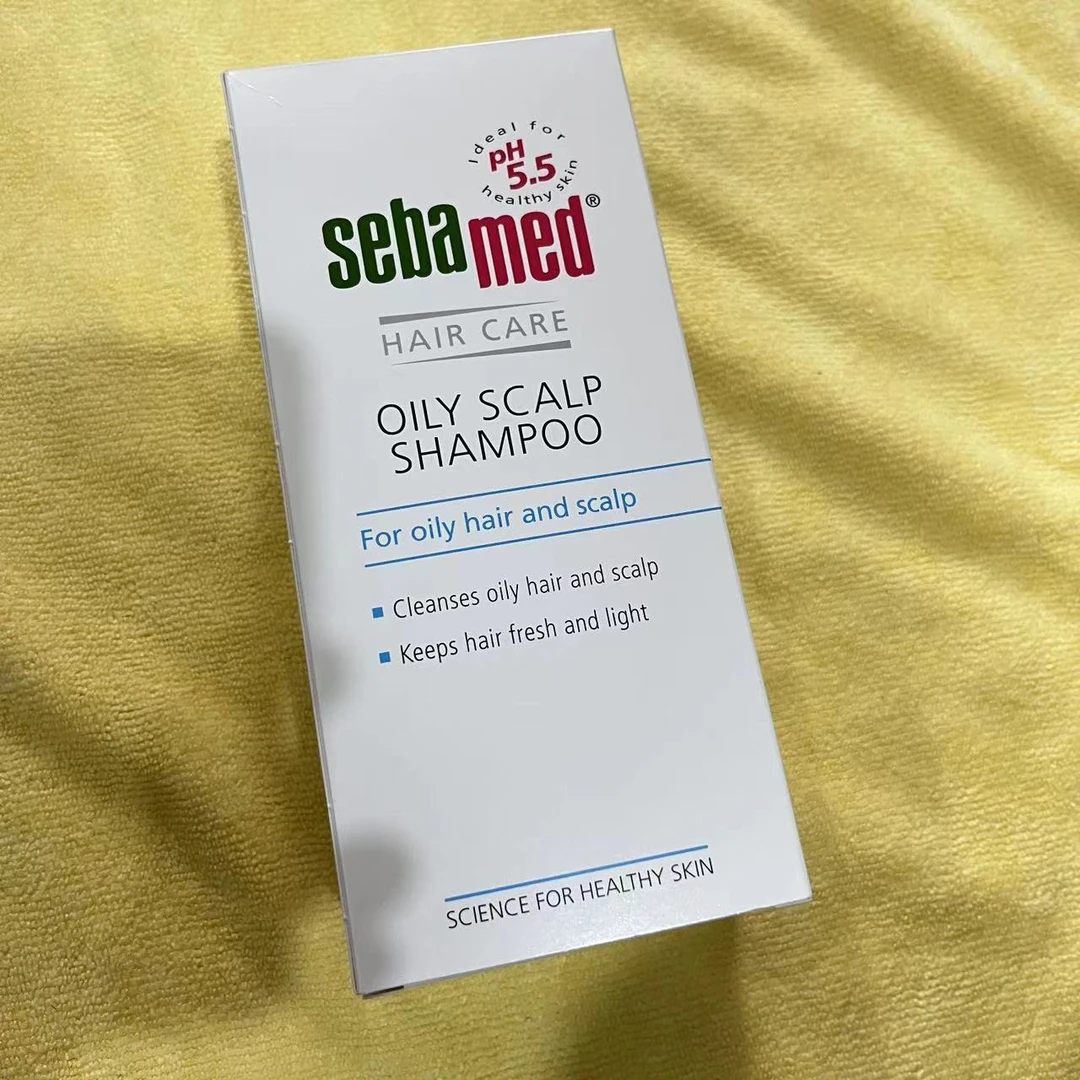 Ideal for
pH
5.5
healthy skin
sebamed®
HAIR CARE
OILY SCALP
SHAMPOO
For oily hair and scalp
Cleanses oily hair and scalp
Keeps hair fresh and light
SCIENCE FOR HEALTHY SKIN